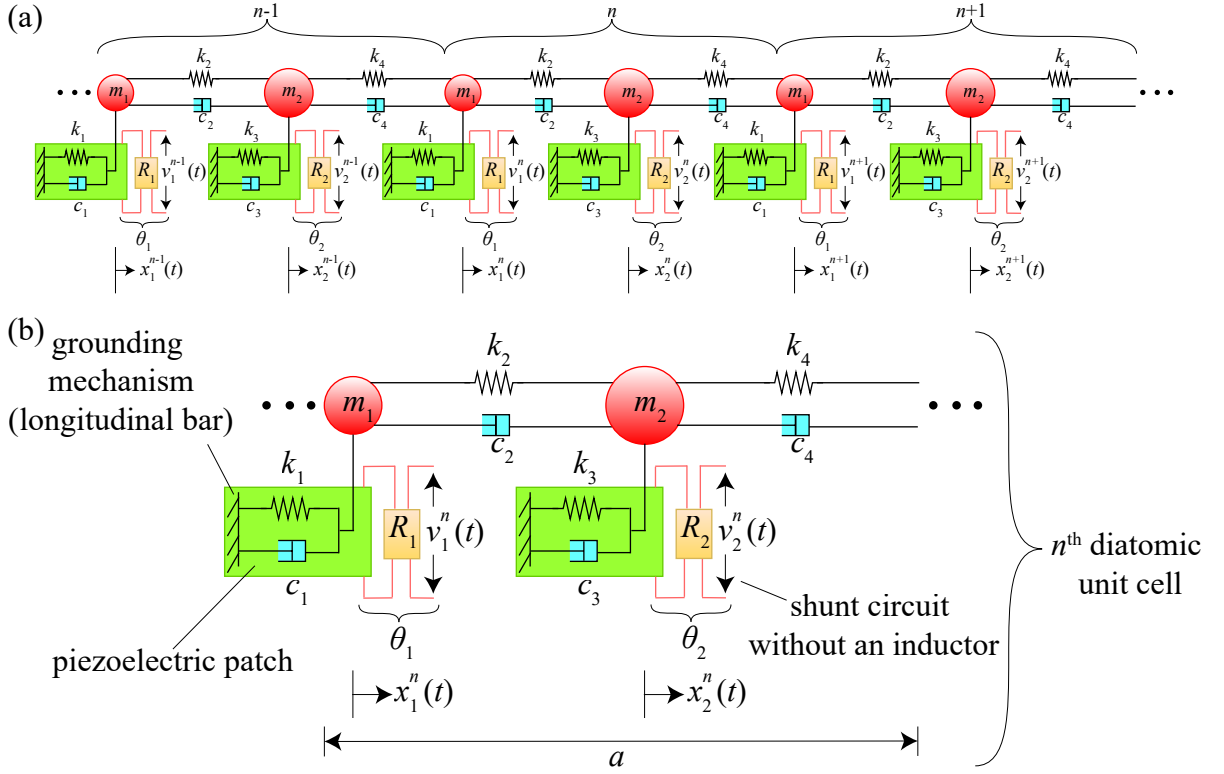 (a)
n-1 n n+1
k₂ k₄ k₂ k₄ k₂ k₄
m₁ m₂ m₁ m₂ m₁ m₂
c₂ c₄ c₂ c₄ c₂ c₄
k₁ k₃ k₁ k₃ k₁ k₃
R₁ v₁ⁿ⁻¹(t) R₂ v₂ⁿ⁻¹(t) R₁ v₁ⁿ(t) R₂ v₂ⁿ(t) R₁ v₁ⁿ⁺¹(t) R₂ v₂ⁿ⁺¹(t)
c₁ c₃ c₁ c₃ c₁ c₃
θ₁ θ₂ θ₁ θ₂ θ₁ θ₂
x₁ⁿ⁻¹(t) x₂ⁿ⁻¹(t) x₁ⁿ(t) x₂ⁿ(t) x₁ⁿ⁺¹(t) x₂ⁿ⁺¹(t)
(b)
grounding
mechanism
(longitudinal bar)
k₂ k₄
m₁ m₂
c₂ c₄
k₁ k₃
R₁ v₁ⁿ(t) R₂ v₂ⁿ(t)
c₁ c₃
nᵗʰ diatomic
unit cell
piezoelectric patch
θ₁ θ₂
shunt circuit
without an inductor
x₁ⁿ(t) x₂ⁿ(t)
a